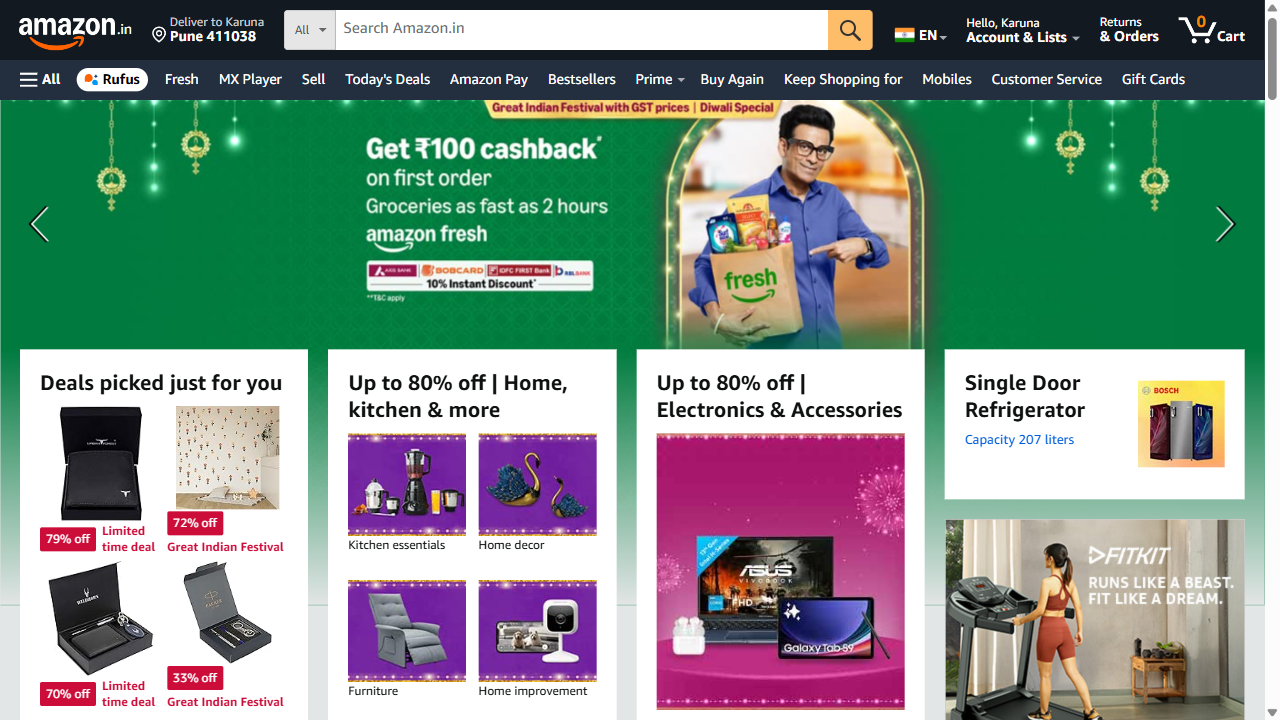 amazon.in
Deliver to Karuna
Pune 411038
All
Search Amazon.in
EN
Hello, Karuna
Account & Lists
Returns
& Orders
0
Cart
All
Rufus
Fresh
MX Player
Sell
Today's Deals
Amazon Pay
Bestsellers
Prime
Buy Again
Keep Shopping for
Mobiles
Customer Service
Gift Cards
Great Indian Festival with GST prices | Diwali Special
Get ₹100 cashback*
on first order
Groceries as fast as 2 hours
amazon fresh
AXIS BANK
BOBCARD
IDFC FIRST Bank
RBLBANK
10% Instant Discount*
**T&C apply
fresh
Deals picked just for you
79% off
Limited
time deal
72% off
Great Indian Festival
70% off
Limited
time deal
33% off
Great Indian Festival
Up to 80% off | Home,
kitchen & more
Kitchen essentials
Home decor
Furniture
Home improvement
Up to 80% off |
Electronics & Accessories
ASUS
VIVOBOOK
FHD
Galaxy Tab S9
Single Door
Refrigerator
Capacity 207 liters
BOSCH
FITKIT
RUNS LIKE A BEAST.
FIT LIKE A DREAM.